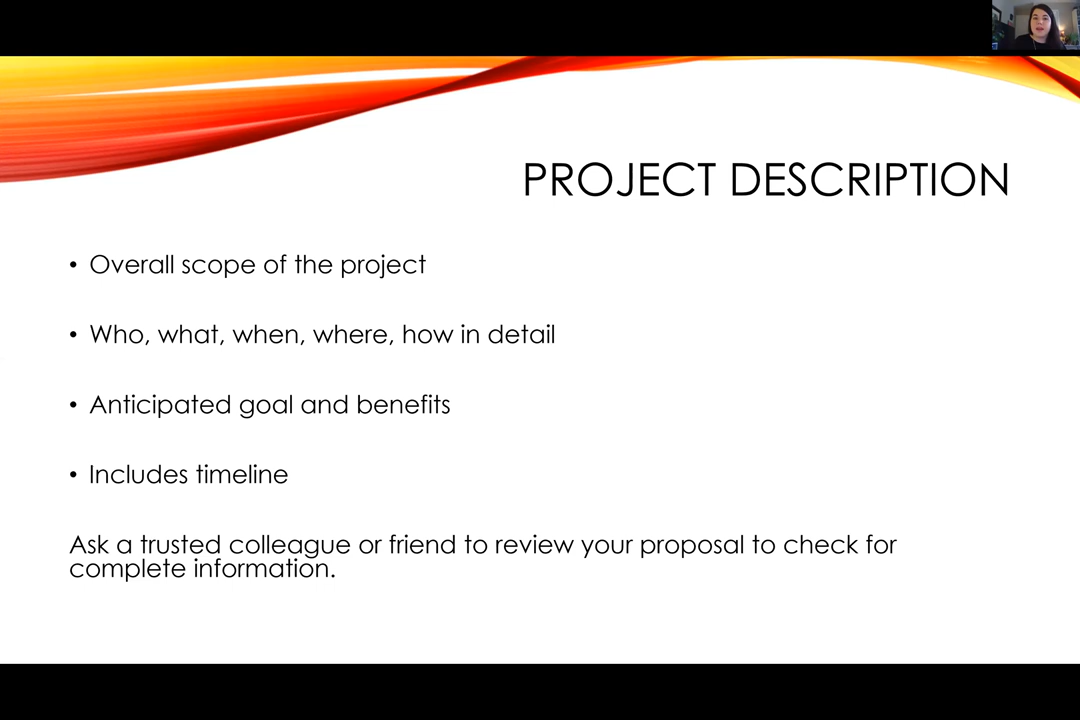 PROJECT DESCRIPTION
• Overall scope of the project
• Who, what, when, where, how in detail
• Anticipated goal and benefits
• Includes timeline
Ask a trusted colleague or friend to review your proposal to check for
complete information.